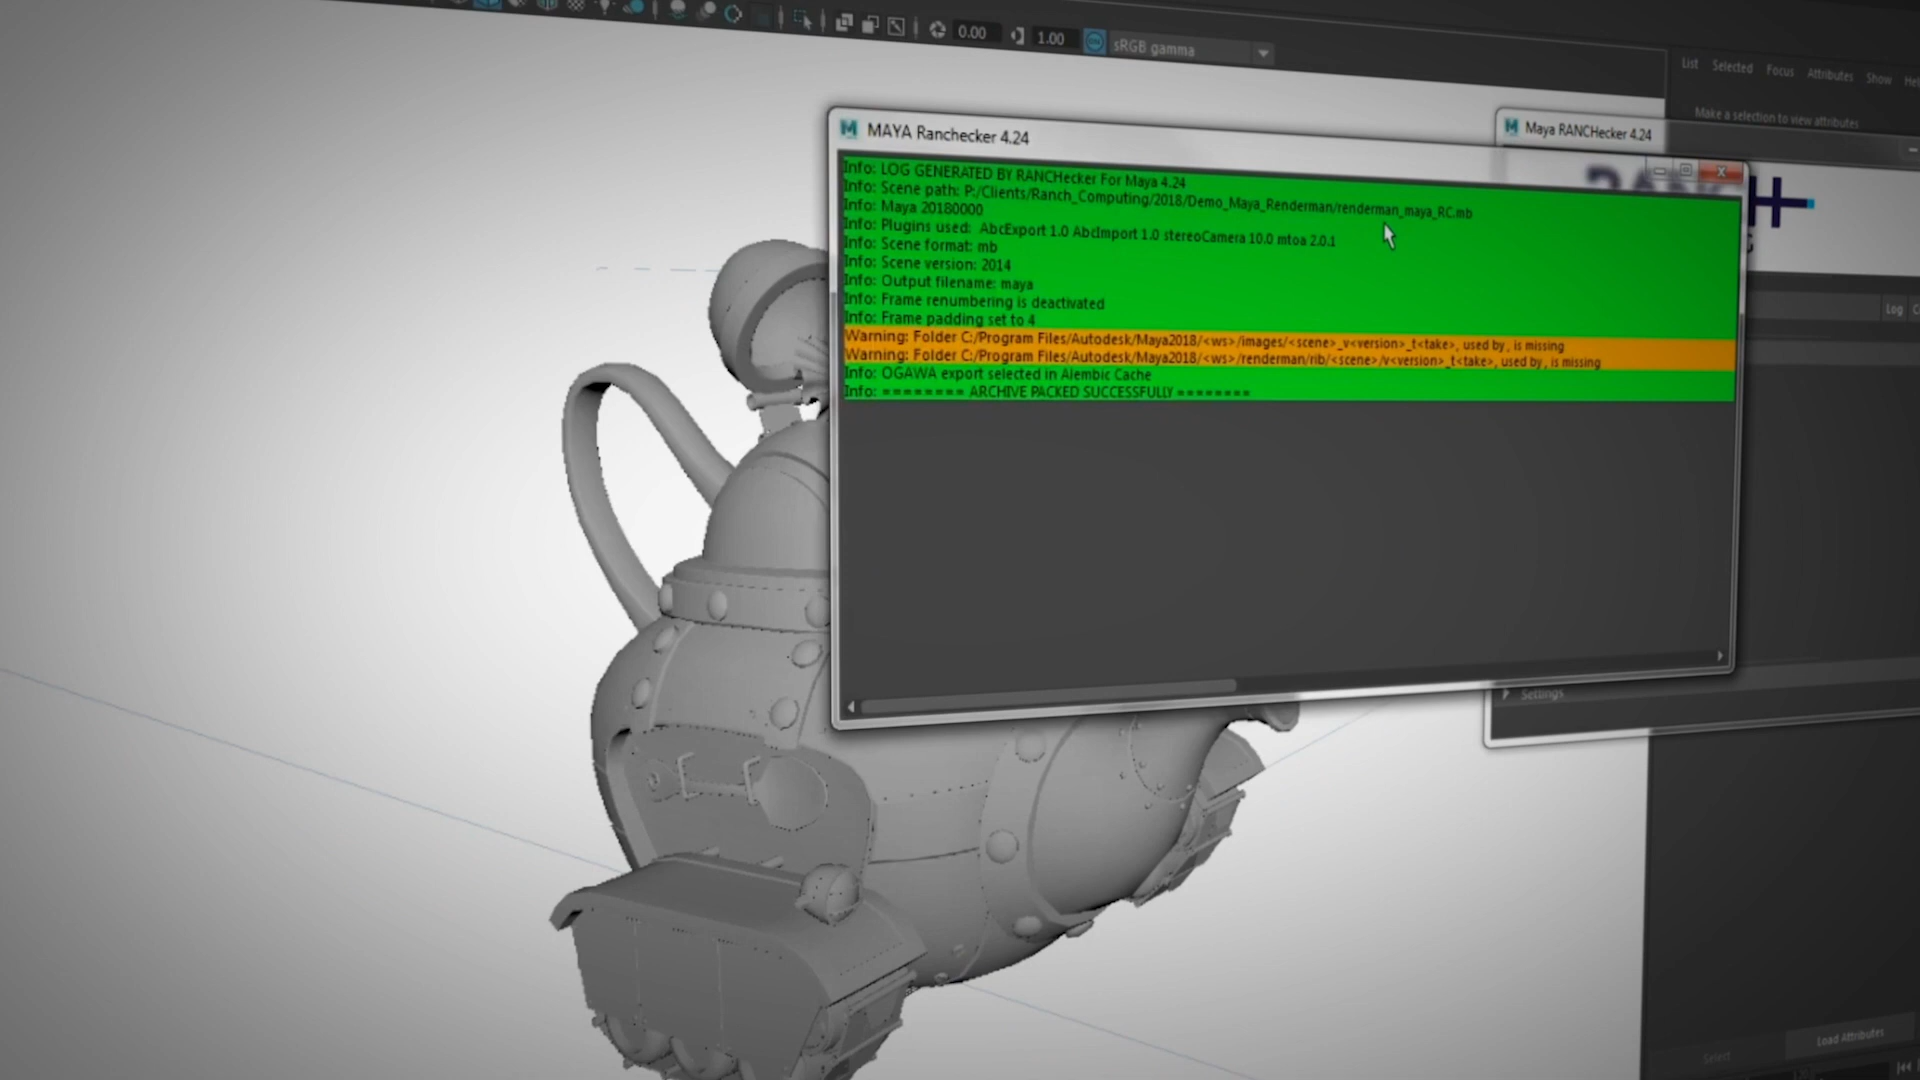 0.00
1.00
sRGB gamma
List Selected Focus Attributes Show
Make a selection to view attributes
Maya RANCHecker 4.24
MAYA Ranchecker 4.24
Info: LOG GENERATED BY RANCHecker For Maya 4.24
Info: Scene path: P:/Clients/Ranch_Computing/2018/Demo_Maya_Renderman/renderman_maya_RC.mb
Info: Maya 20180000
Info: Plugins used: AbcExport 1.0 AbcImport 1.0 stereoCamera 10.0 mtoa 2.0.1
Info: Scene format: mb
Info: Scene version: 2014
Info: Output filename: maya
Info: Frame renumbering is deactivated
Info: Frame padding set to 4
Warning: Folder C:/Program Files/Autodesk/Maya2018/<ws>/images/<scene>_v<version>_t<take>, used by , is missing
Warning: Folder C:/Program Files/Autodesk/Maya2018/<ws>/renderman/rib/<scene>/v<version>_t<take>, used by , is missing
Info: OGAWA export selected in Alembic Cache
Info: ======== ARCHIVE PACKED SUCCESSFULLY ========
Log
Settings
Select
Load Attributes